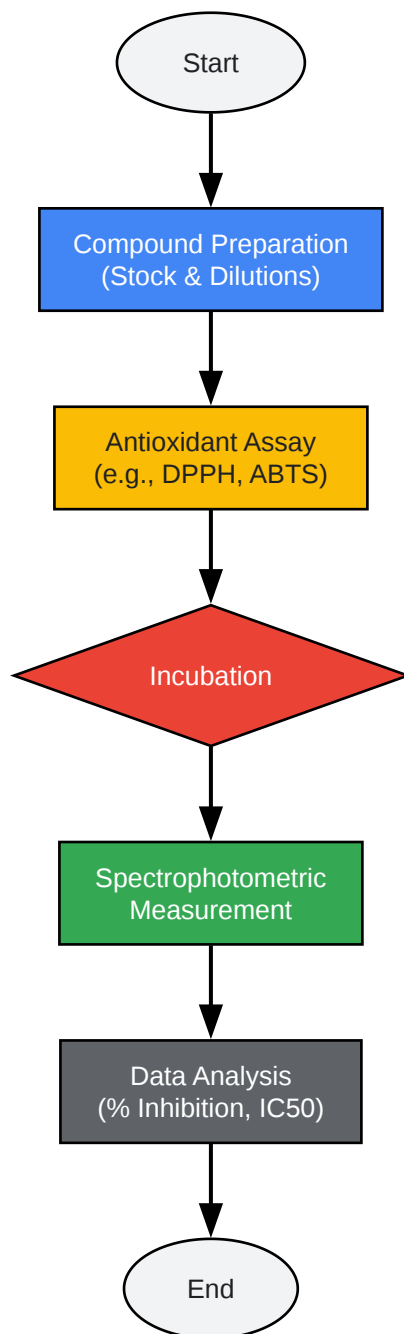 Start
Compound Preparation
(Stock & Dilutions)
Antioxidant Assay
(e.g., DPPH, ABTS)
Incubation
Spectrophotometric
Measurement
Data Analysis
(% Inhibition, IC50)
End